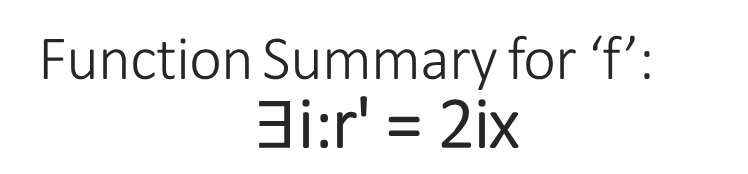 Function Summary for ‘f’:
∃i:r' = 2ix